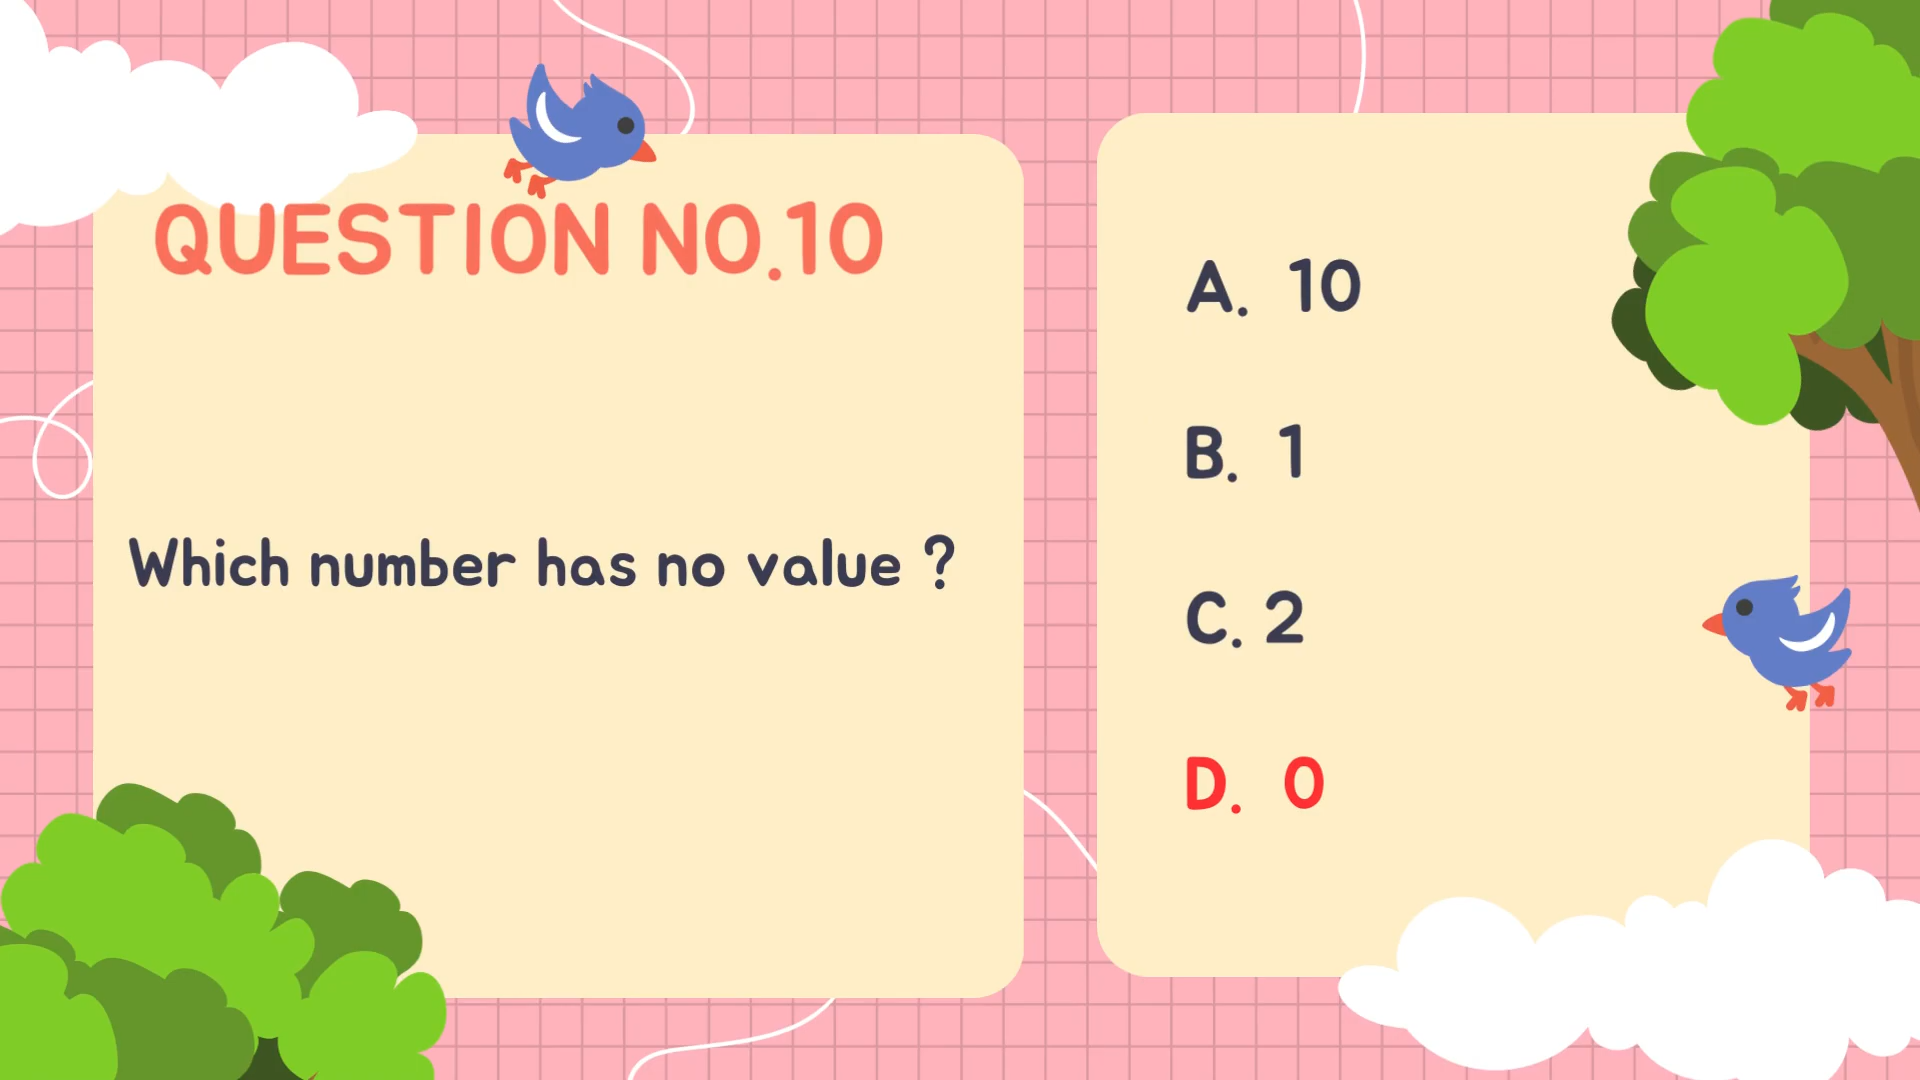 QUESTION NO.10
Which number has no value ?
A. 10
B. 1
C. 2
D. 0